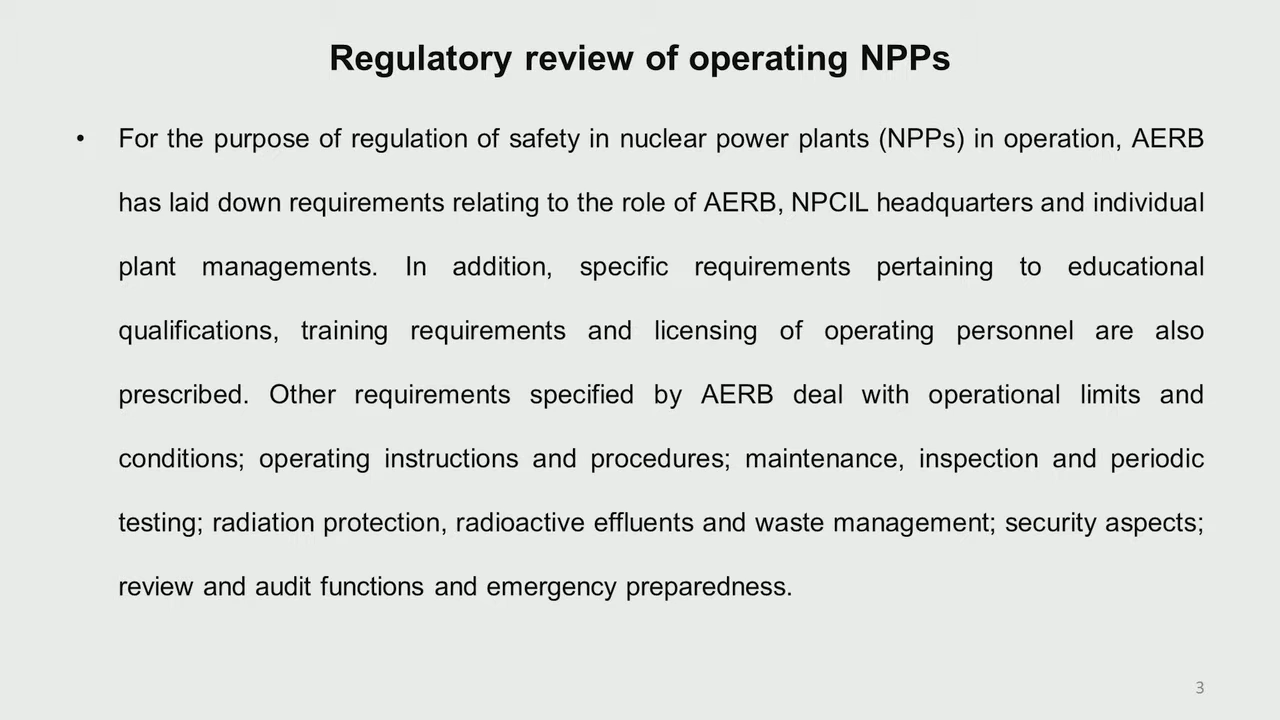 Regulatory review of operating NPPs
• For the purpose of regulation of safety in nuclear power plants (NPPs) in operation, AERB
has laid down requirements relating to the role of AERB, NPCIL headquarters and individual
plant managements. In addition, specific requirements pertaining to educational
qualifications, training requirements and licensing of operating personnel are also
prescribed. Other requirements specified by AERB deal with operational limits and
conditions; operating instructions and procedures; maintenance, inspection and periodic
testing; radiation protection, radioactive effluents and waste management; security aspects;
review and audit functions and emergency preparedness.
3